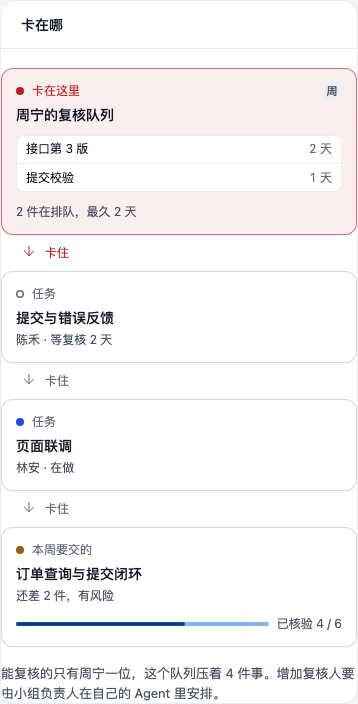 卡在哪
卡在这里
周
周宁的复核队列
接口第 3 版 2 天
提交校验 1 天
2 件在排队，最久 2 天
卡住
任务
提交与错误反馈
陈禾 · 等复核 2 天
卡住
任务
页面联调
林安 · 在做
卡住
本周要交的
订单查询与提交闭环
还差 2 件，有风险
已核验 4 / 6
能复核的只有周宁一位，这个队列压着 4 件事。增加复核人要
由小组负责人在自己的 Agent 里安排。